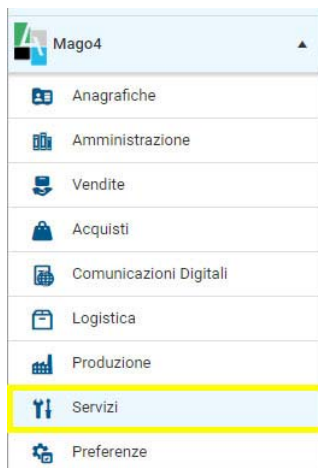 Mago4
Anagrafiche
Amministrazione
Vendite
Acquisti
Comunicazioni Digitali
Logistica
Produzione
Servizi
Preferenze